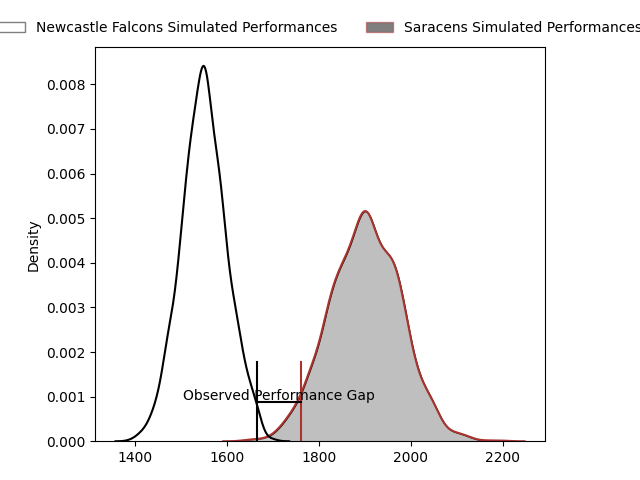 Newcastle Falcons Simulated Performances
Saracens Simulated Performances
0.008
0.007
0.006
0.005
0.004
0.003
0.002
0.001
0.000
Density
Observed Performance Gap
1400 1600 1800 2000 2200